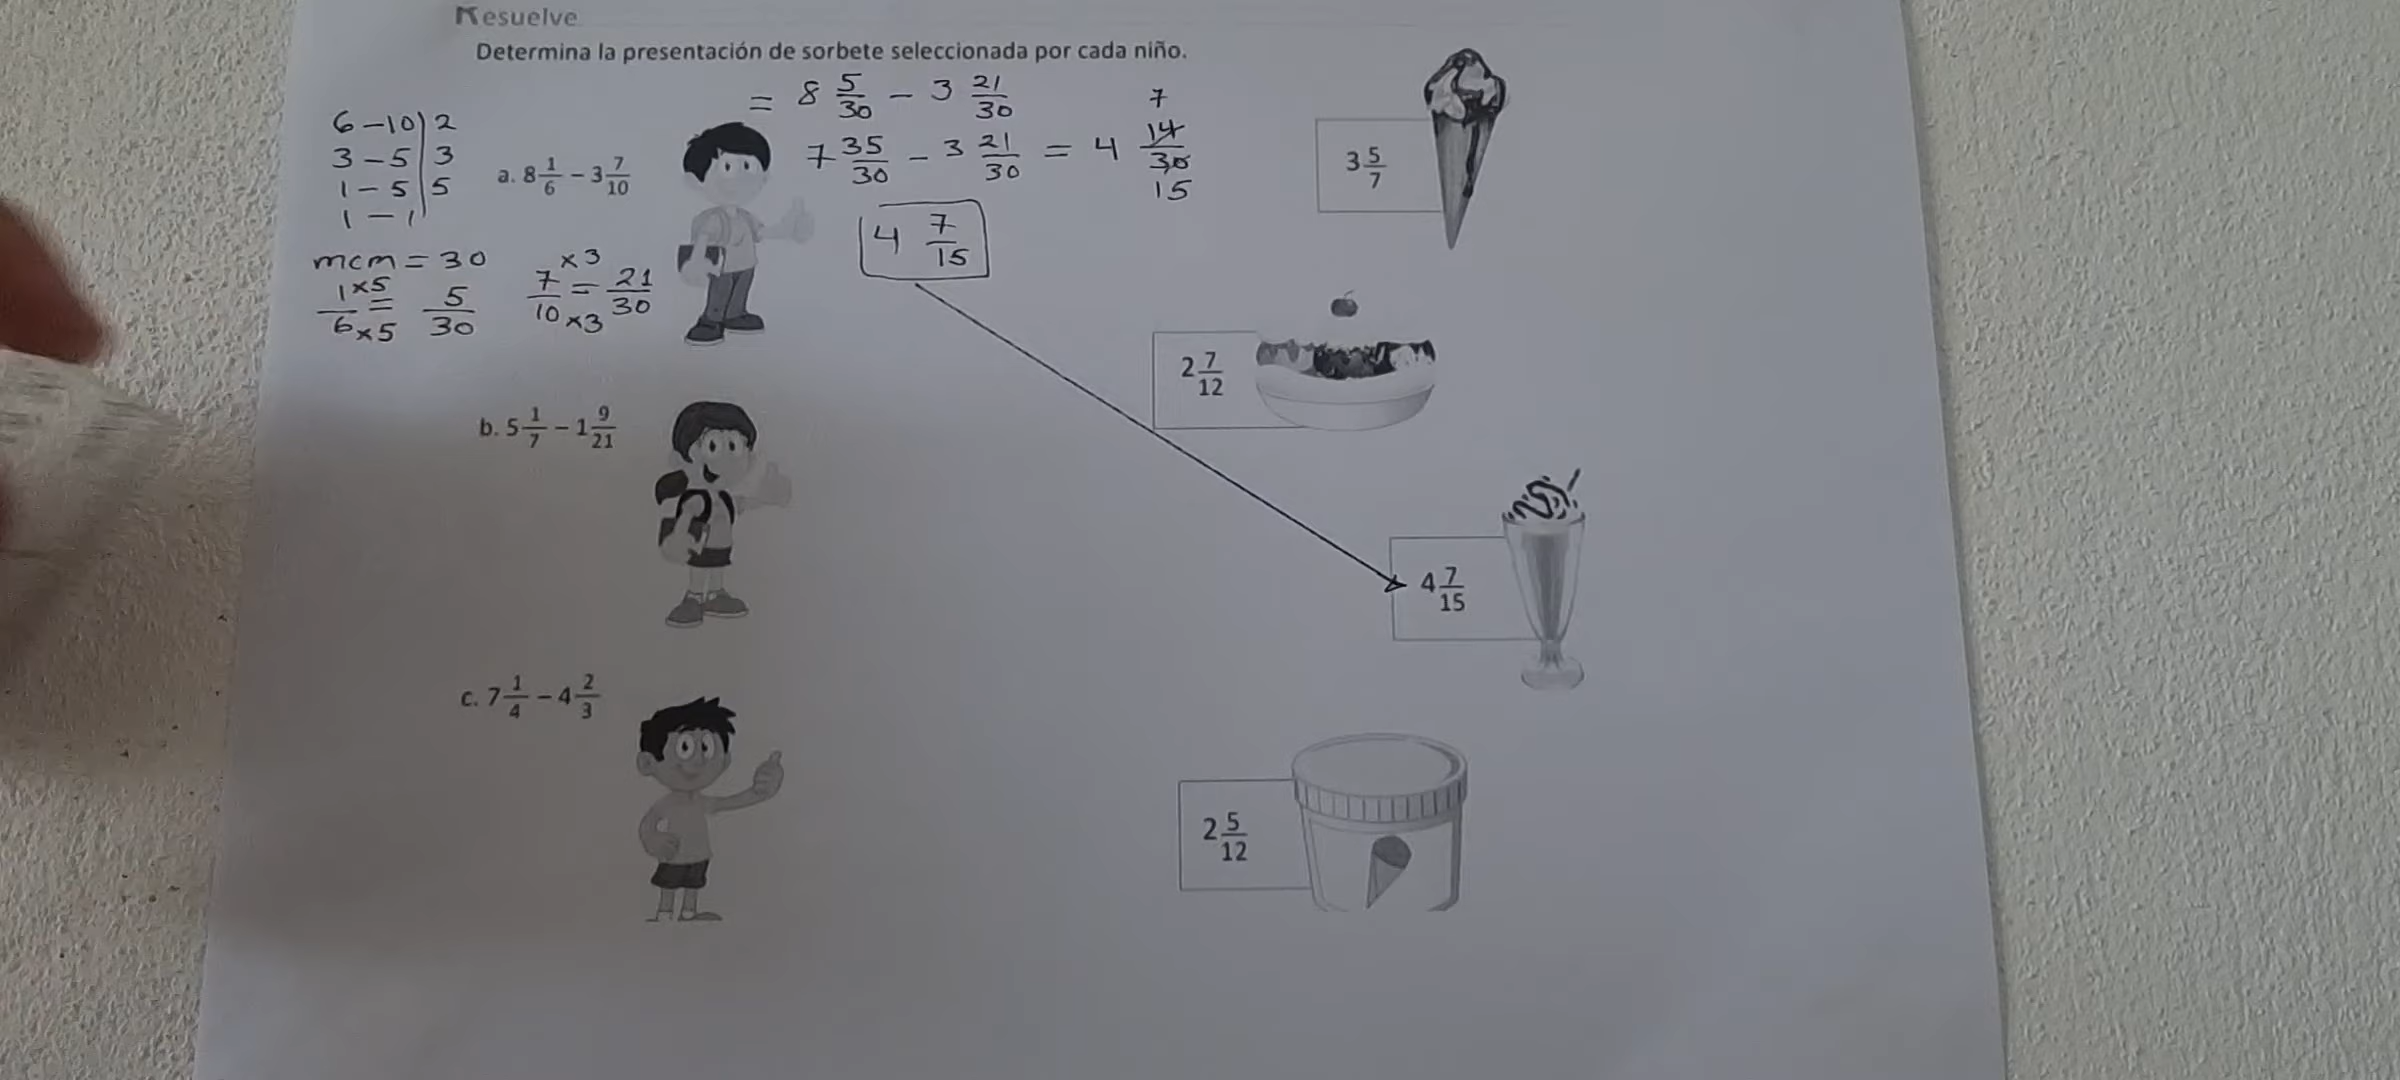 Resuelve
Determina la presentación de sorbete seleccionada por cada niño.
= 8 5/30 − 3 21/30
7 35/30 − 3 21/30 = 4 14/30
7
15
4 7/15
6 − 10 | 2
3 − 5 | 3
1 − 5 | 5
1 − 1
a. 8 1/6 − 3 7/10
mcm = 30
1×5/6×5 = 5/30
7×3/10×3 = 21/30
b. 5 1/7 − 1 9/21
c. 7 1/4 − 4 2/3
3 5/7
2 7/12
4 7/15
2 5/12